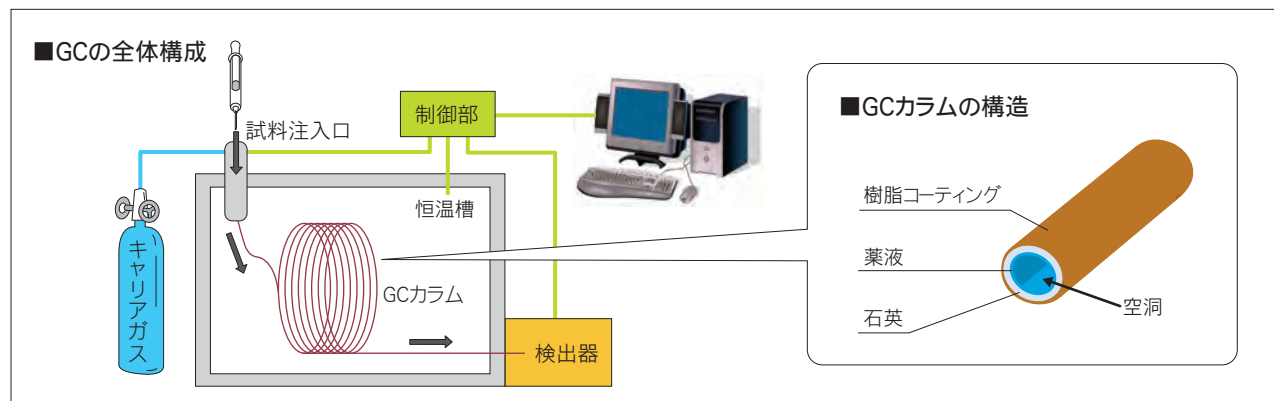 ■GCの全体構成
試料注入口
制御部
恒温槽
キャリアガス
GCカラム
検出器
■GCカラムの構造
樹脂コーティング
薬液
石英
空洞